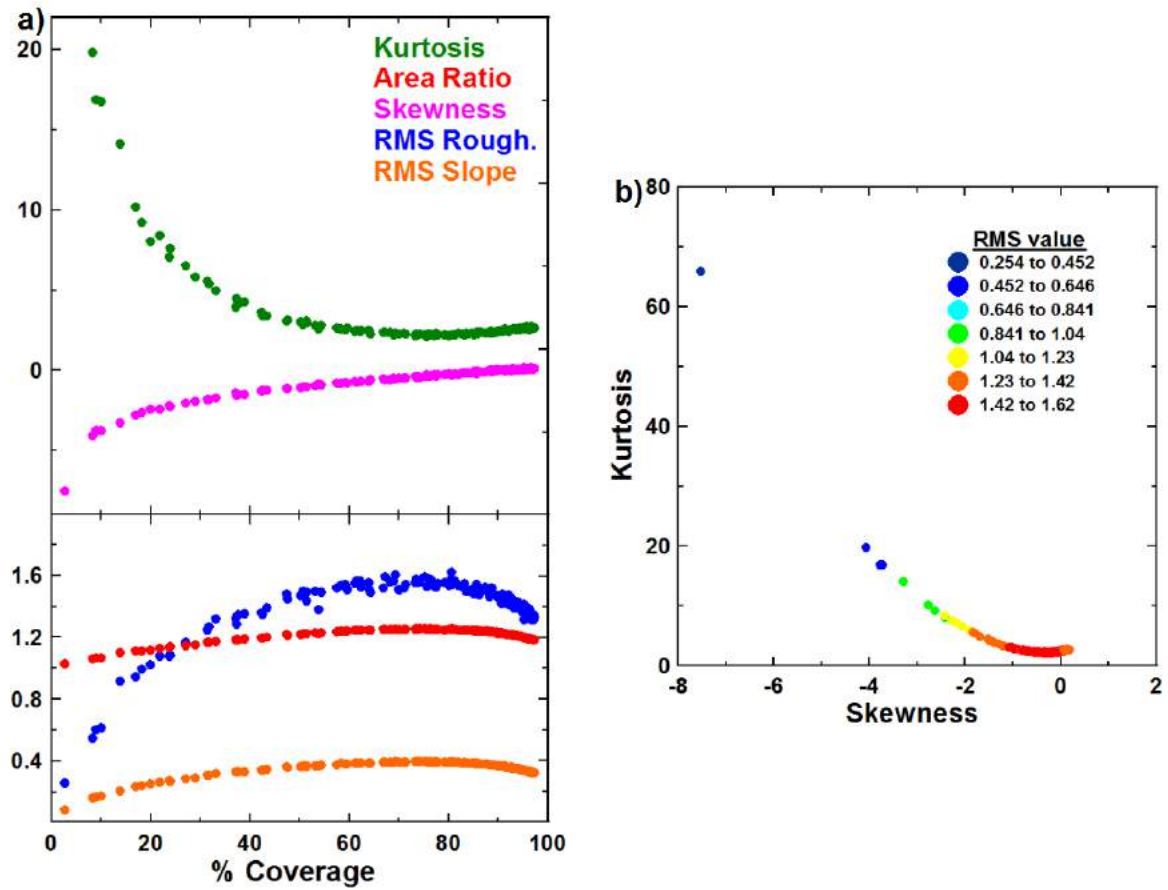 a)
20
10
0
Kurtosis
Area Ratio
Skewness
RMS Rough.
RMS Slope
1.6
1.2
0.8
0.4
0 20 40 60 80 100
% Coverage
b)
80
60
40
20
0
Kurtosis
RMS value
0.254 to 0.452
0.452 to 0.646
0.646 to 0.841
0.841 to 1.04
1.04 to 1.23
1.23 to 1.42
1.42 to 1.62
-8 -6 -4 -2 0 2
Skewness